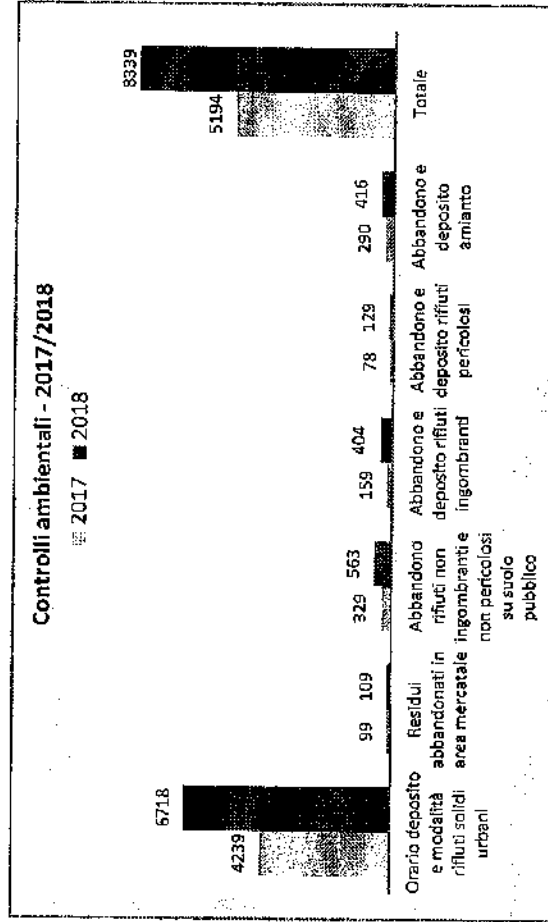 Controlli ambientali - 2017/2018
2017 2018
4239 6718
99 109
329 563
159 404
78 129
290 416
5194 8339
Orario deposito
e modalità
rifiuti solidi
urbani
Residui
abbandonati in
area mercatale
Abbandono
rifiuti non
ingombranti e
non pericolosi
su suolo
pubblico
Abbandono e
deposito rifiuti
ingombranti
Abbandono e
deposito rifiuti
pericolosi
Abbandono e
deposito
amianto
Totale